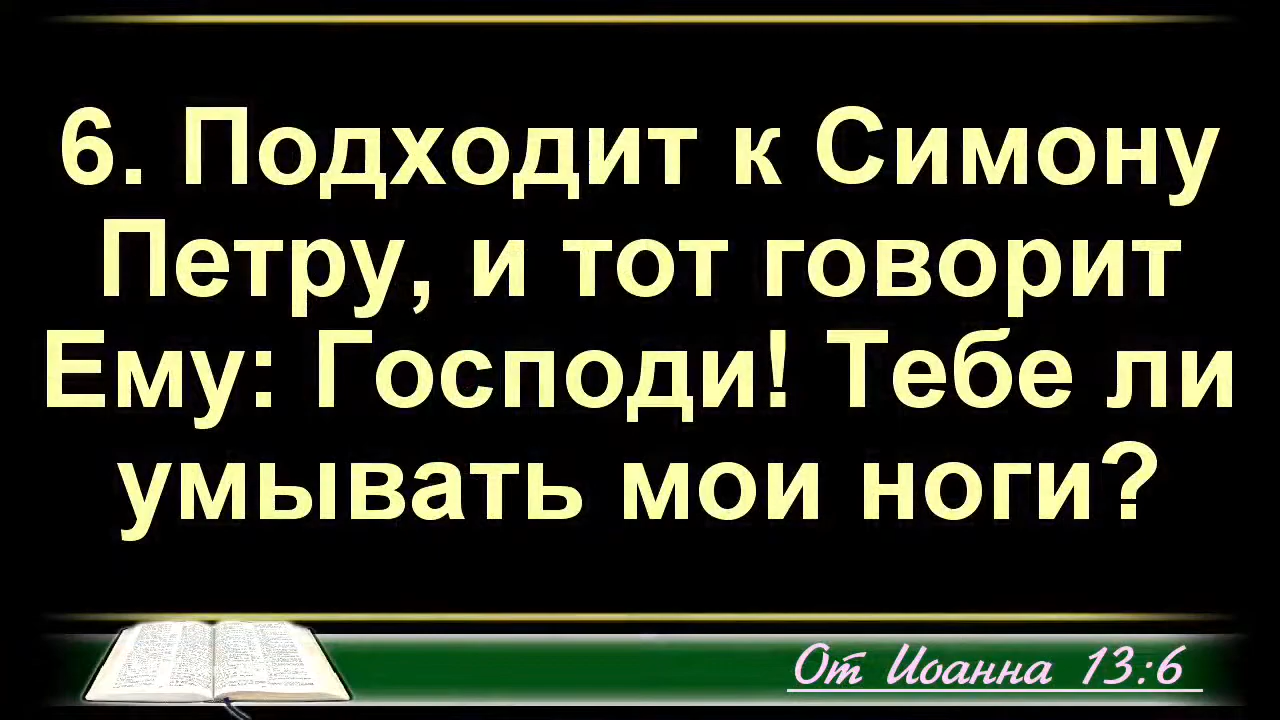 6. Подходит к Симону
Петру, и тот говорит
Ему: Господи! Тебе ли
умывать мои ноги?
От Иоанна 13:6